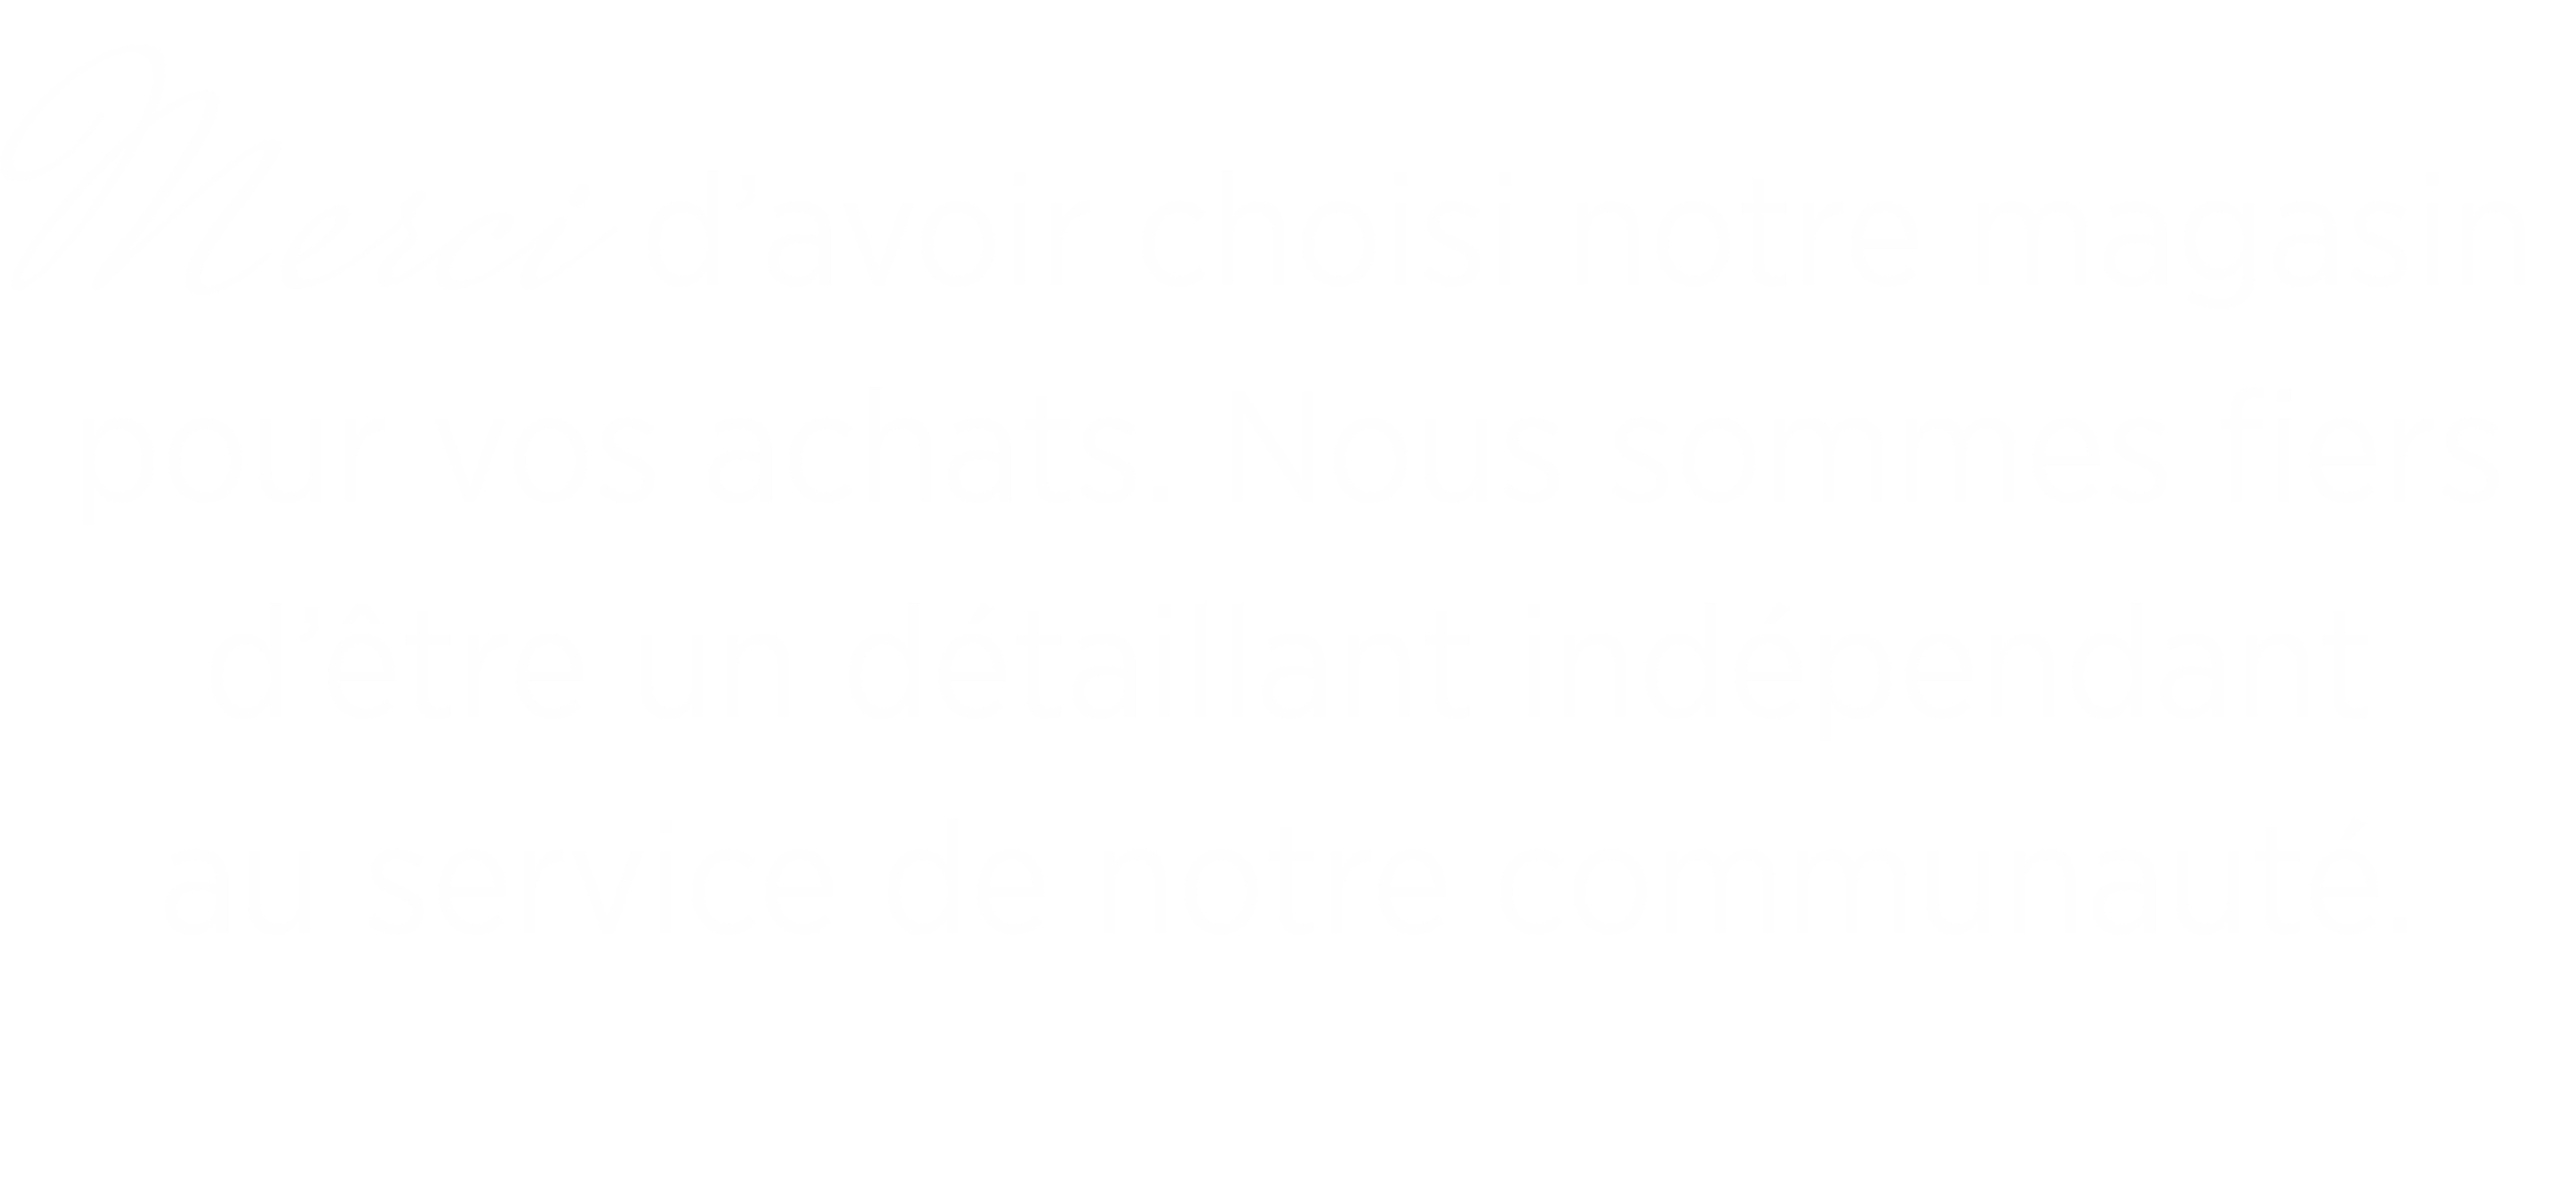 Merci d'avoir choisi notre magasin
pour vos achats. Nous sommes fiers
d'être un détaillant indépendant
au service de notre communauté.